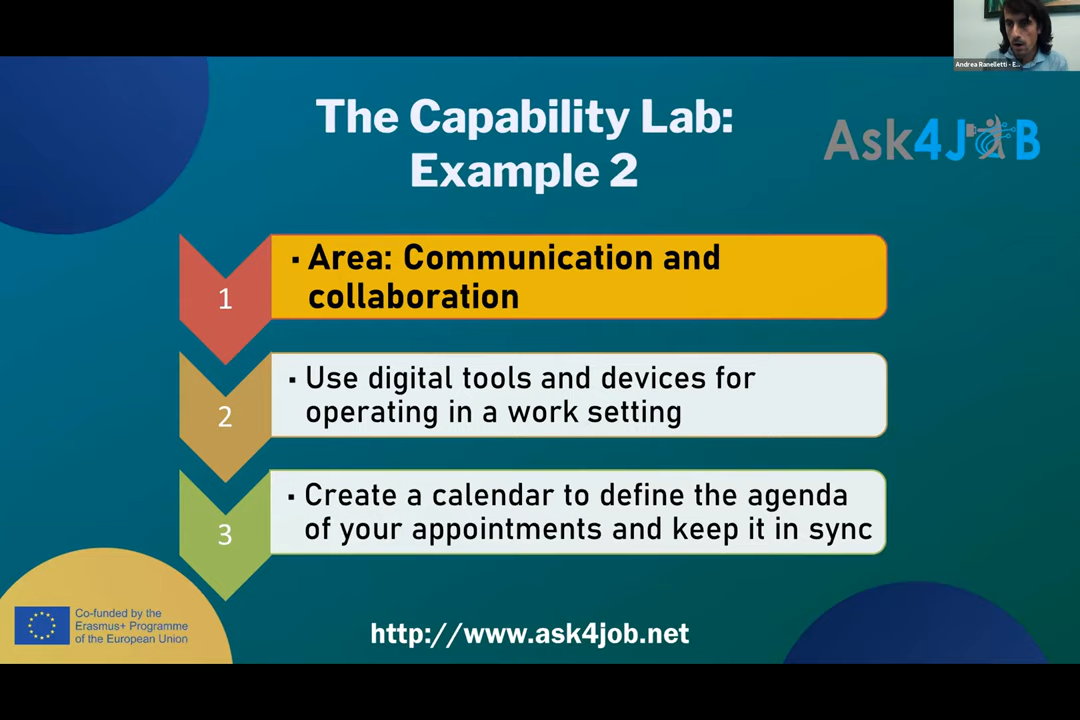 Andrea Ranelletti - E...
The Capability Lab:
Example 2
Ask4JOB
1
▪ Area: Communication and
collaboration
2
▪ Use digital tools and devices for
operating in a work setting
3
▪ Create a calendar to define the agenda
of your appointments and keep it in sync
Co-funded by the
Erasmus+ Programme
of the European Union
http://www.ask4job.net